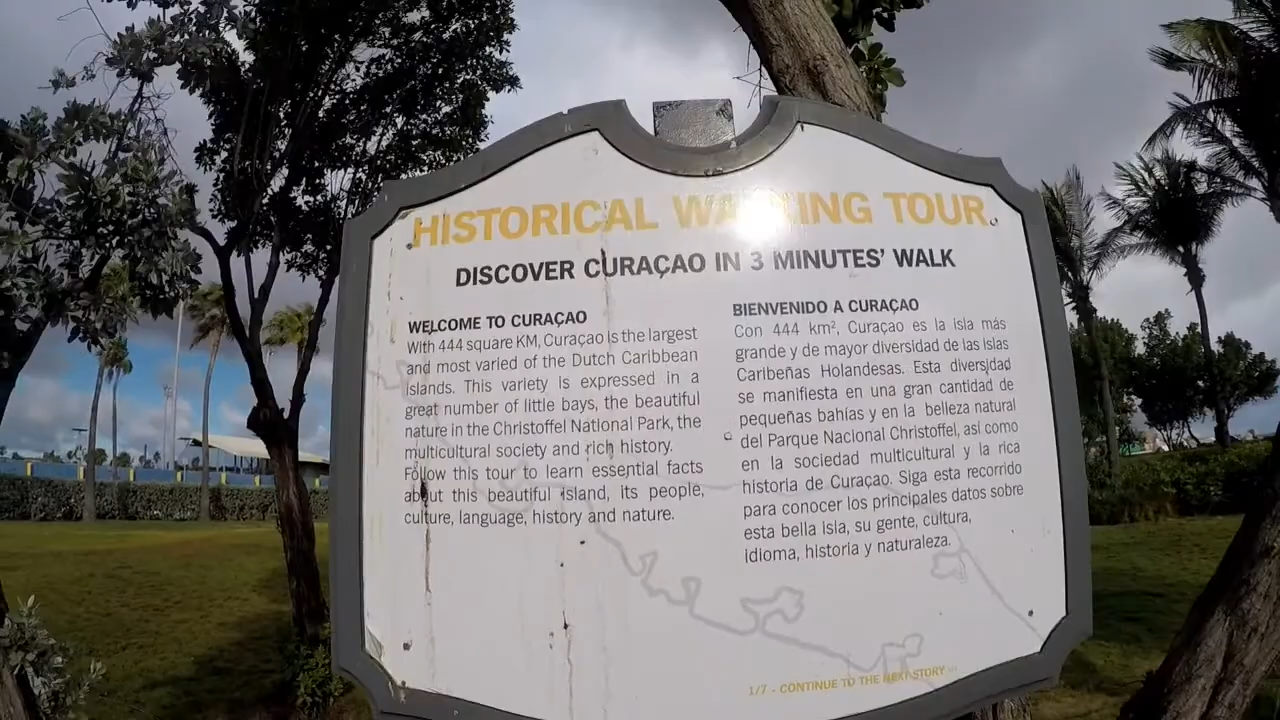 HISTORICAL WALKING TOUR
DISCOVER CURAÇAO IN 3 MINUTES' WALK
WELCOME TO CURAÇAO
With 444 square KM, Curaçao is the largest
and most varied of the Dutch Caribbean
islands. This variety is expressed in a
great number of little bays, the beautiful
nature in the Christoffel National Park, the
multicultural society and rich history.
Follow this tour to learn essential facts
about this beautiful island, its people,
culture, language, history and nature.
BIENVENIDO A CURAÇAO
Con 444 km², Curaçao es la isla más
grande y de mayor diversidad de las Islas
Caribeñas Holandesas. Esta diversidad
se manifiesta en una gran cantidad de
pequeñas bahías y en la belleza natural
del Parque Nacional Christoffel, así como
en la sociedad multicultural y la rica
historia de Curaçao. Siga esta recorrido
para conocer los principales datos sobre
esta bella isla, su gente, cultura,
idioma, historia y naturaleza.
1/7 - CONTINUE TO THE NEXT STORY ...